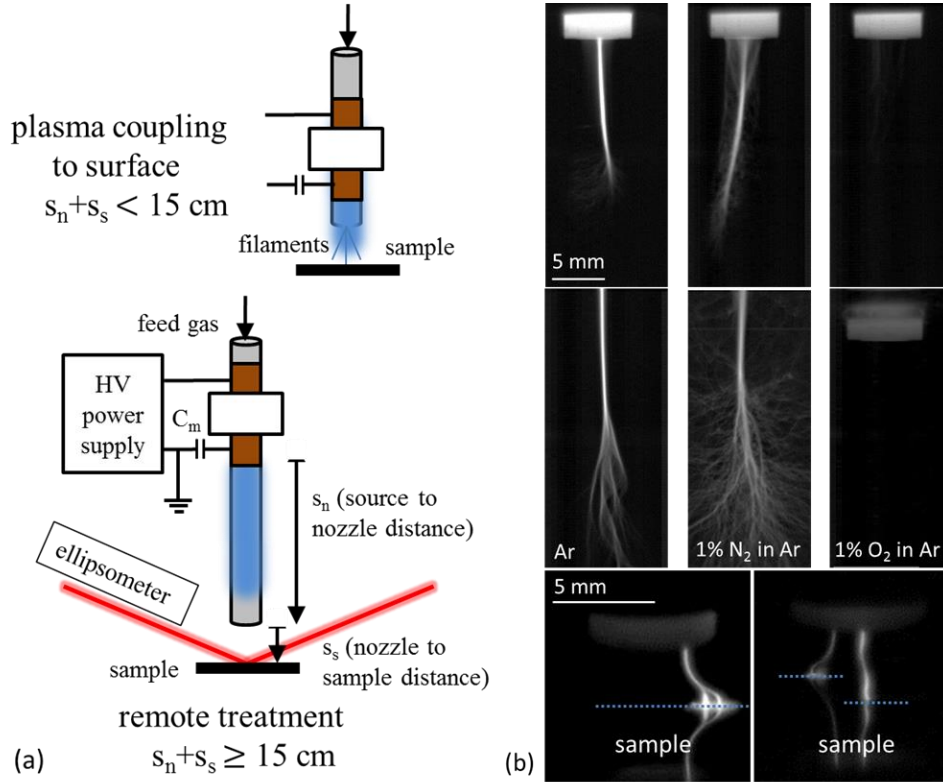 plasma coupling
to surface
sₙ+sₛ < 15 cm
filaments
sample
feed gas
HV
power
supply
Cₘ
sₙ (source to
nozzle distance)
ellipsometer
sₛ (nozzle to
sample distance)
sample
remote treatment
sₙ+sₛ ≥ 15 cm
(a)
5 mm
Ar
1% N₂ in Ar
1% O₂ in Ar
5 mm
sample
sample
(b)